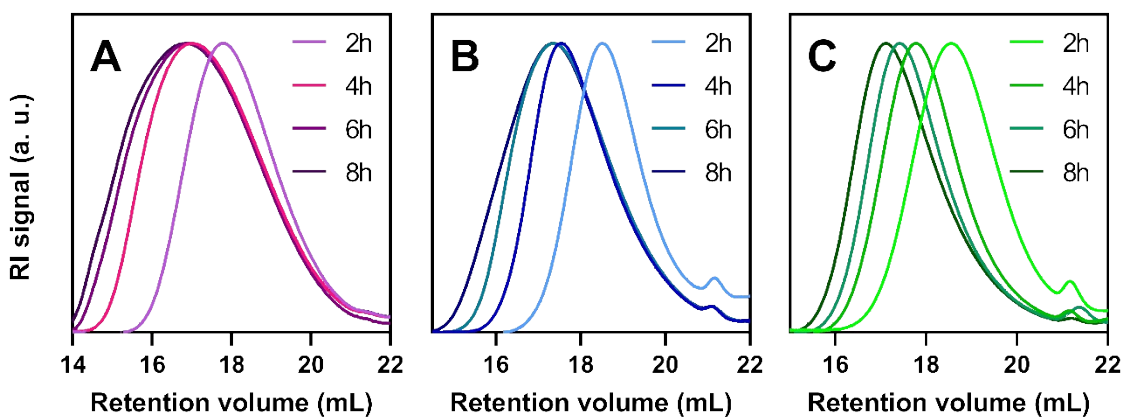 RI signal (a. u.)
A
2h
4h
6h
8h
14 16 18 20 22
Retention volume (mL)
B
2h
4h
6h
8h
16 18 20 22
Retention volume (mL)
C
2h
4h
6h
8h
16 18 20 22
Retention volume (mL)